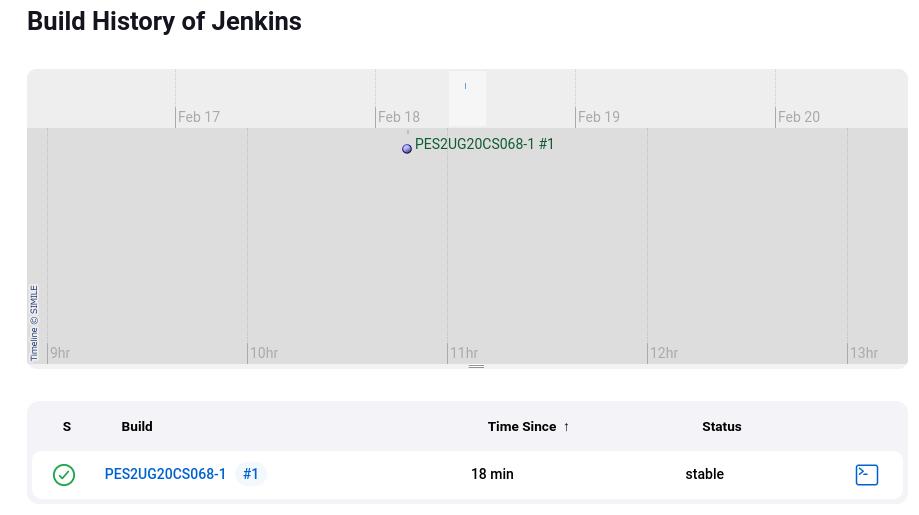 Build History of Jenkins
Feb 17 Feb 18 Feb 19 Feb 20
PES2UG20CS068-1 #1
Timeline © SIMILE
9hr 10hr 11hr 12hr 13hr
S Build Time Since ↑ Status
PES2UG20CS068-1 #1 18 min stable